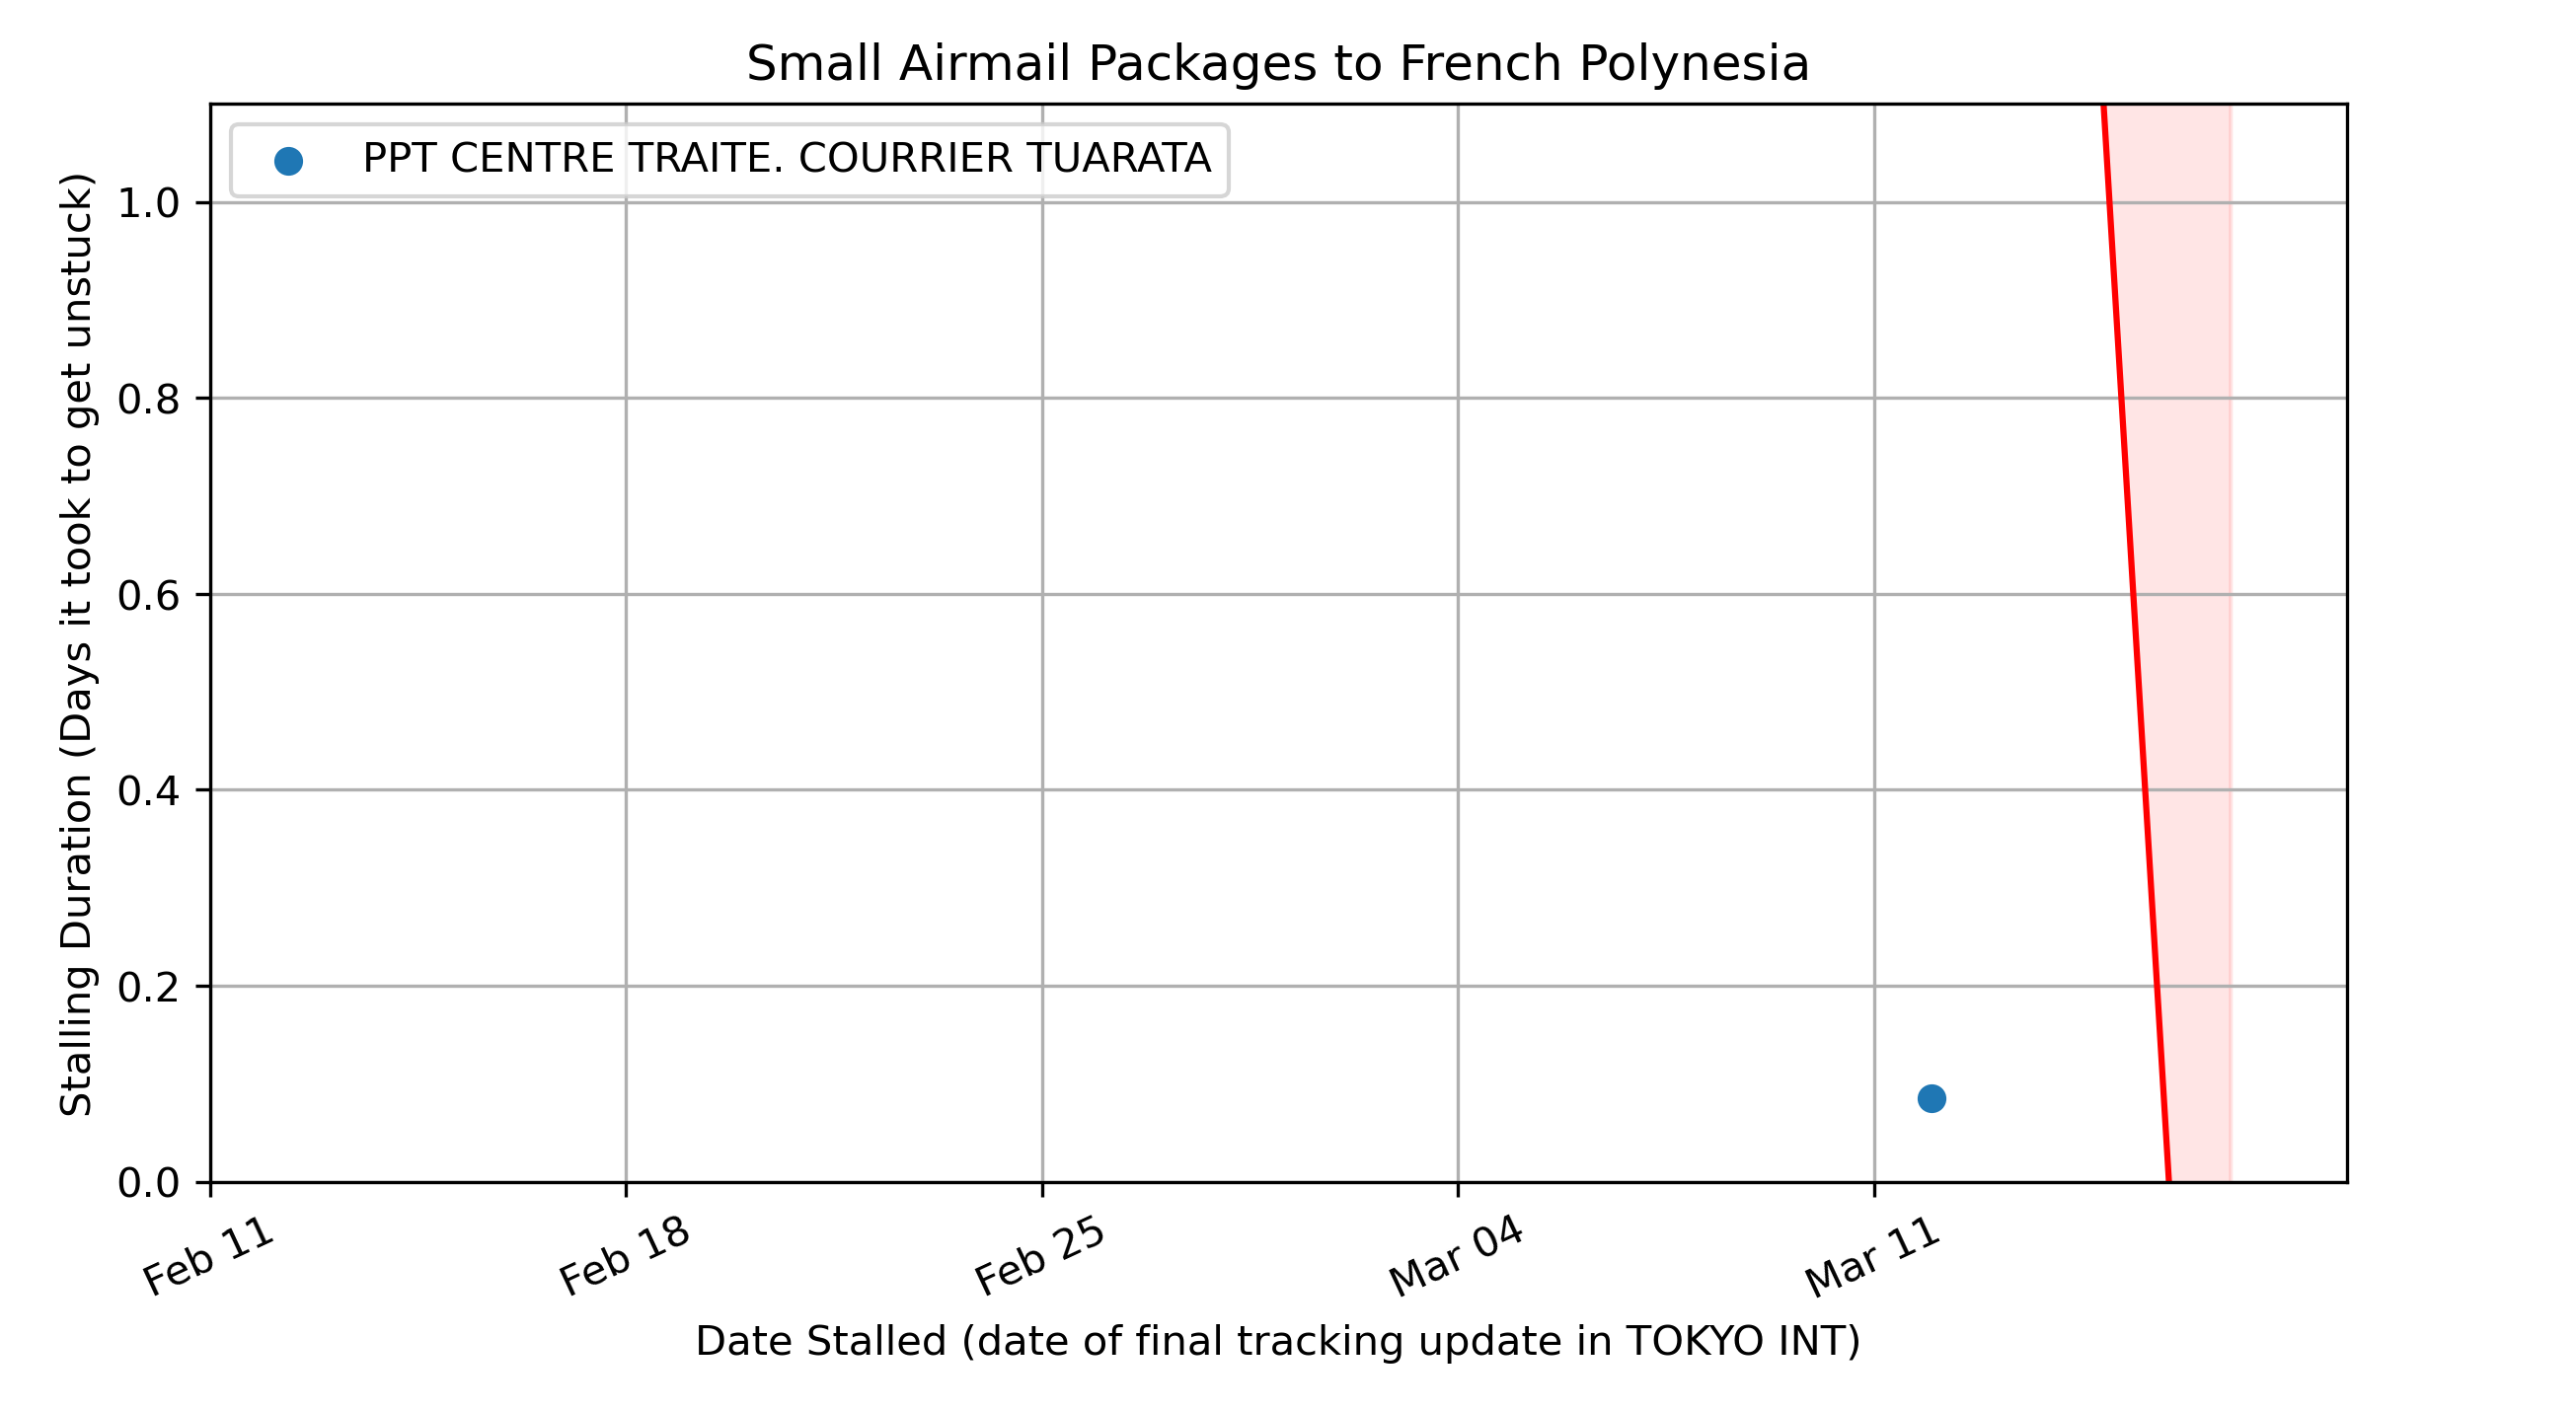 Small Airmail Packages to French Polynesia
PPT CENTRE TRAITE. COURRIER TUARATA
Stalling Duration (Days it took to get unstuck)
1.0
0.8
0.6
0.4
0.2
0.0
Feb 11
Feb 18
Feb 25
Mar 04
Mar 11
Date Stalled (date of final tracking update in TOKYO INT)